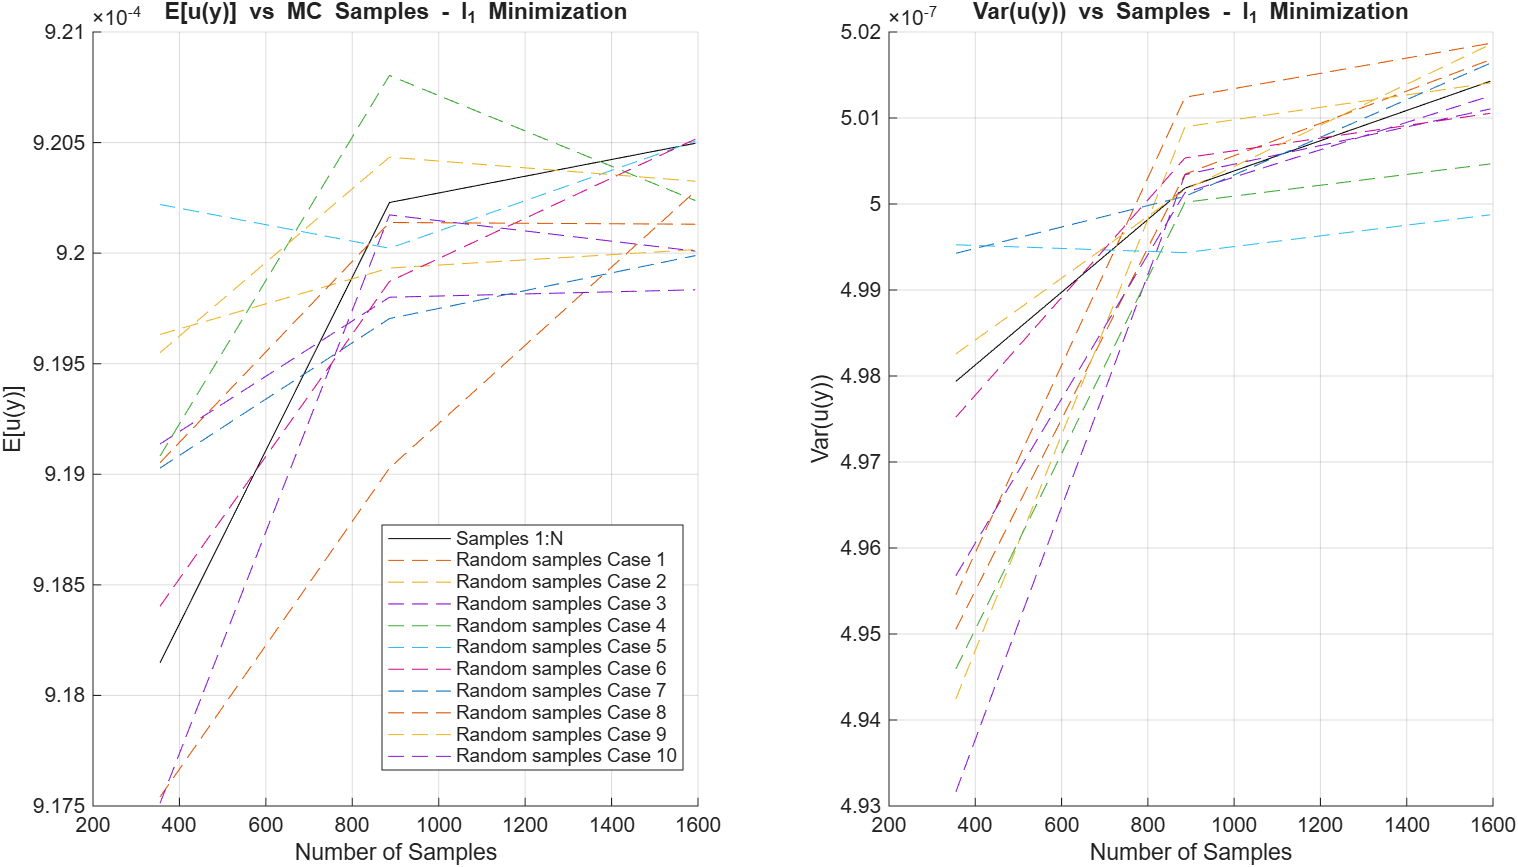 E[u(y)] vs MC Samples - l₁ Minimization
×10⁻⁴
9.21
9.205
9.2
9.195
9.19
9.185
9.18
9.175
E[u(y)]
200
400
600
800
1000
1200
1400
1600
Number of Samples
Samples 1:N
Random samples Case 1
Random samples Case 2
Random samples Case 3
Random samples Case 4
Random samples Case 5
Random samples Case 6
Random samples Case 7
Random samples Case 8
Random samples Case 9
Random samples Case 10
Var(u(y)) vs Samples - l₁ Minimization
×10⁻⁷
5.02
5.01
5
4.99
4.98
4.97
4.96
4.95
4.94
4.93
Var(u(y))
200
400
600
800
1000
1200
1400
1600
Number of Samples